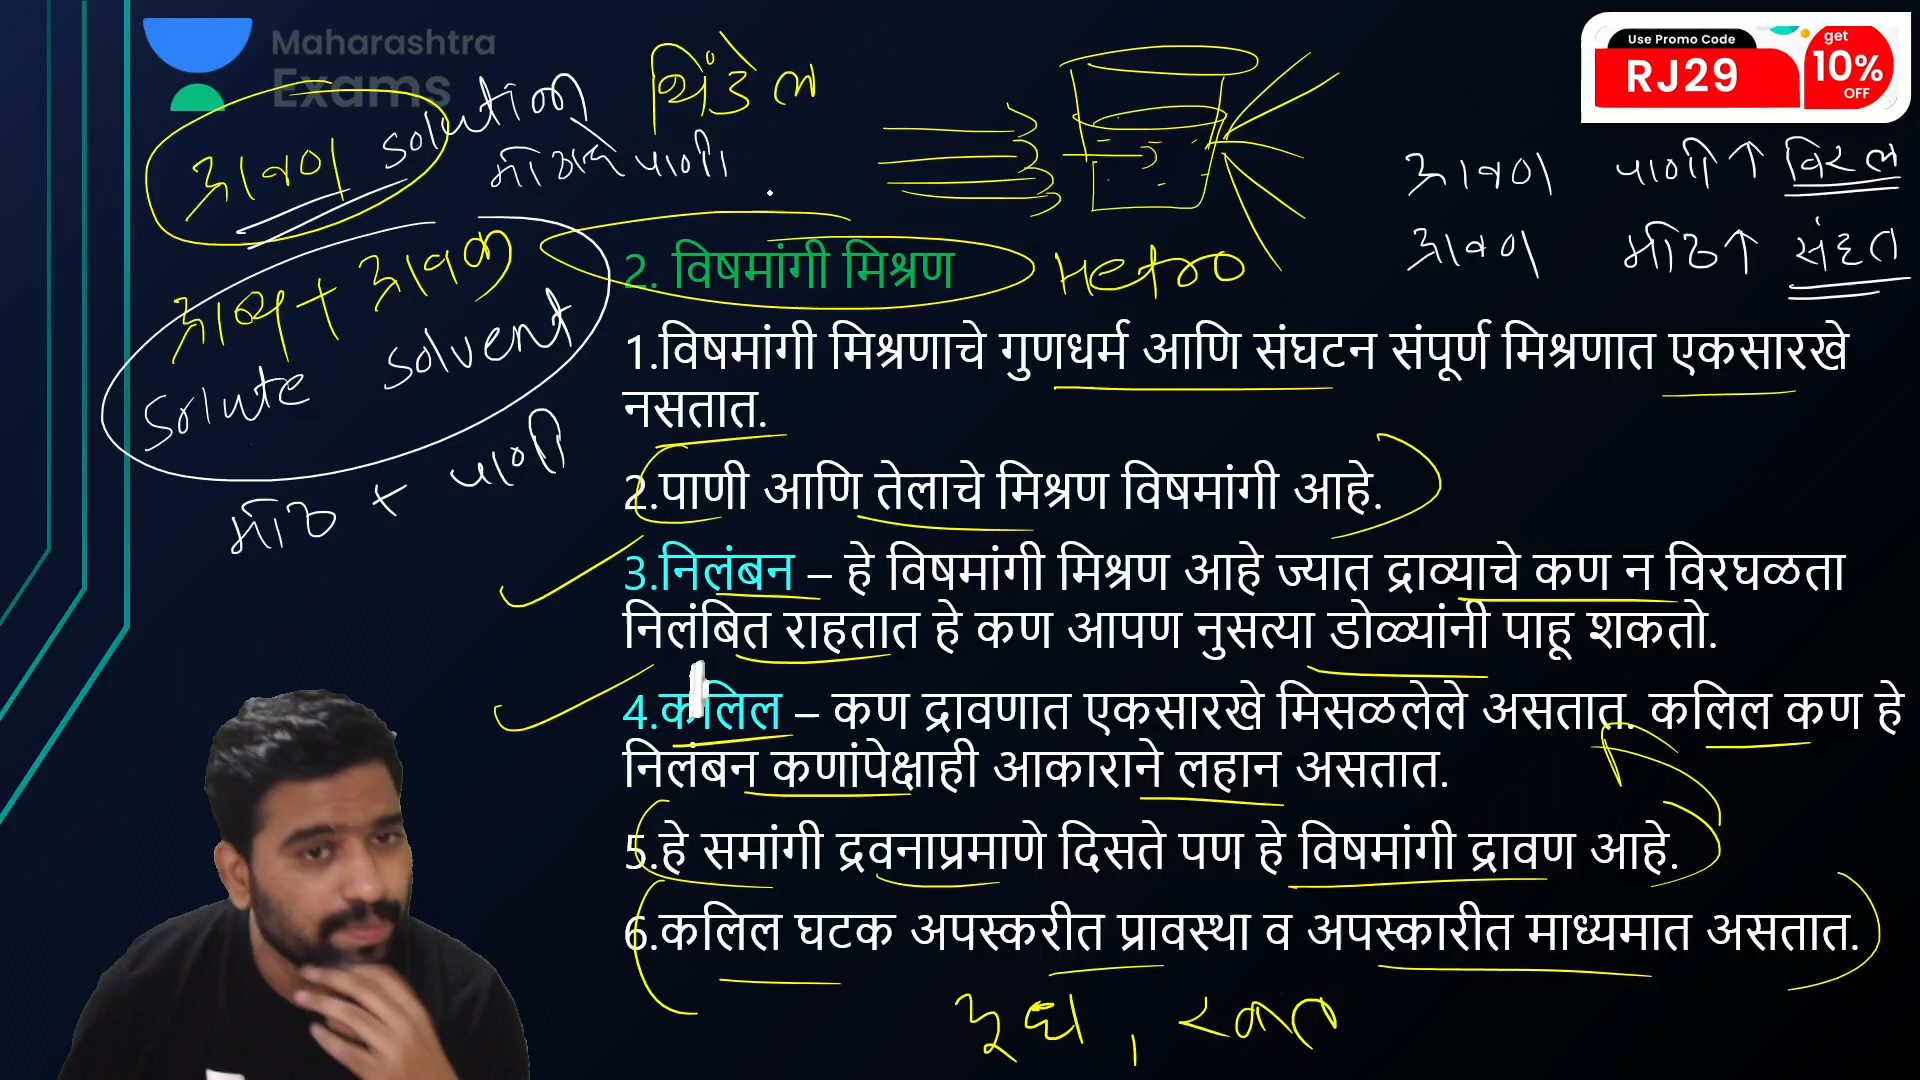 Maharashtra
Exams
Use Promo Code
RJ29
get
10%
OFF
द्रावण solution
टिंडेल
मीठाचे पाणी
द्रावण पाणी ↑ विरल
द्रावण मीठ ↑ संहत
द्राव्य + द्रावक
solute solvent
मीठ + पाणी
2. विषमांगी मिश्रण
Hetro
1.विषमांगी मिश्रणाचे गुणधर्म आणि संघटन संपूर्ण मिश्रणात एकसारखे
नसतात.
2.पाणी आणि तेलाचे मिश्रण विषमांगी आहे.
3.निलंबन – हे विषमांगी मिश्रण आहे ज्यात द्राव्याचे कण न विरघळता
निलंबित राहतात हे कण आपण नुसत्या डोळ्यांनी पाहू शकतो.
4.कलिल – कण द्रावणात एकसारखे मिसळलेले असतात. कलिल कण हे
निलंबन कणांपेक्षाही आकाराने लहान असतात.
5.हे समांगी द्रवनाप्रमाणे दिसते पण हे विषमांगी द्रावण आहे.
6.कलिल घटक अपस्करीत प्रावस्था व अपस्कारीत माध्यमात असतात.
दूध , रक्त